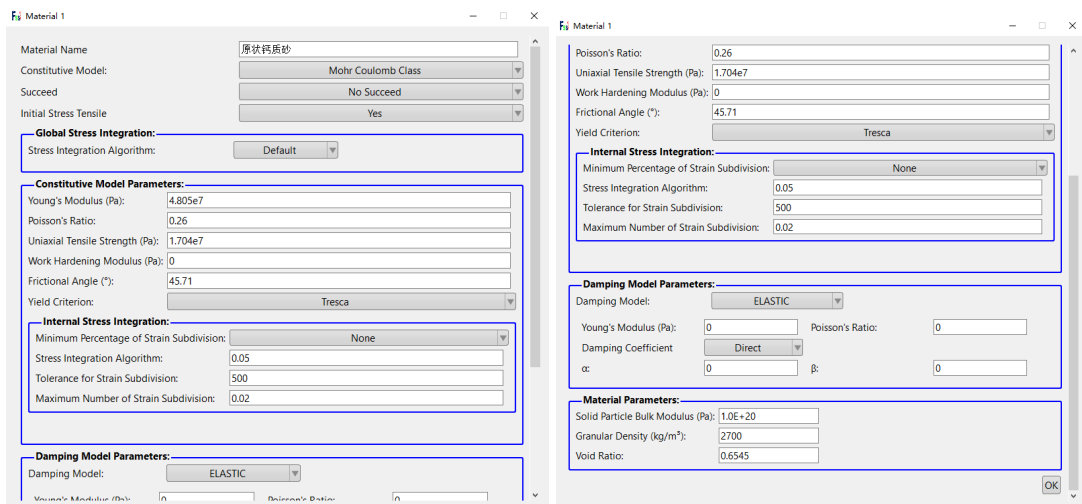 Material 1
Material Name 原状钙质砂
Constitutive Model: Mohr Coulomb Class
Succeed No Succeed
Initial Stress Tensile Yes
Global Stress Integration:
Stress Integration Algorithm: Default
Constitutive Model Parameters:
Young's Modulus (Pa): 4.805e7
Poisson's Ratio: 0.26
Uniaxial Tensile Strength (Pa): 1.704e7
Work Hardening Modulus (Pa): 0
Frictional Angle (°): 45.71
Yield Criterion: Tresca
Internal Stress Integration:
Minimum Percentage of Strain Subdivision: None
Stress Integration Algorithm: 0.05
Tolerance for Strain Subdivision: 500
Maximum Number of Strain Subdivision: 0.02
Damping Model Parameters:
Damping Model: ELASTIC
Young's Modulus (Pa): 0 Poisson's Ratio: 0
Material 1
Poisson's Ratio: 0.26
Uniaxial Tensile Strength (Pa): 1.704e7
Work Hardening Modulus (Pa): 0
Frictional Angle (°): 45.71
Yield Criterion: Tresca
Internal Stress Integration:
Minimum Percentage of Strain Subdivision: None
Stress Integration Algorithm: 0.05
Tolerance for Strain Subdivision: 500
Maximum Number of Strain Subdivision: 0.02
Damping Model Parameters:
Damping Model: ELASTIC
Young's Modulus (Pa): 0 Poisson's Ratio: 0
Damping Coefficient Direct
α: 0 β: 0
Material Parameters:
Solid Particle Bulk Modulus (Pa): 1.0E+20
Granular Density (kg/m³): 2700
Void Ratio: 0.6545
OK